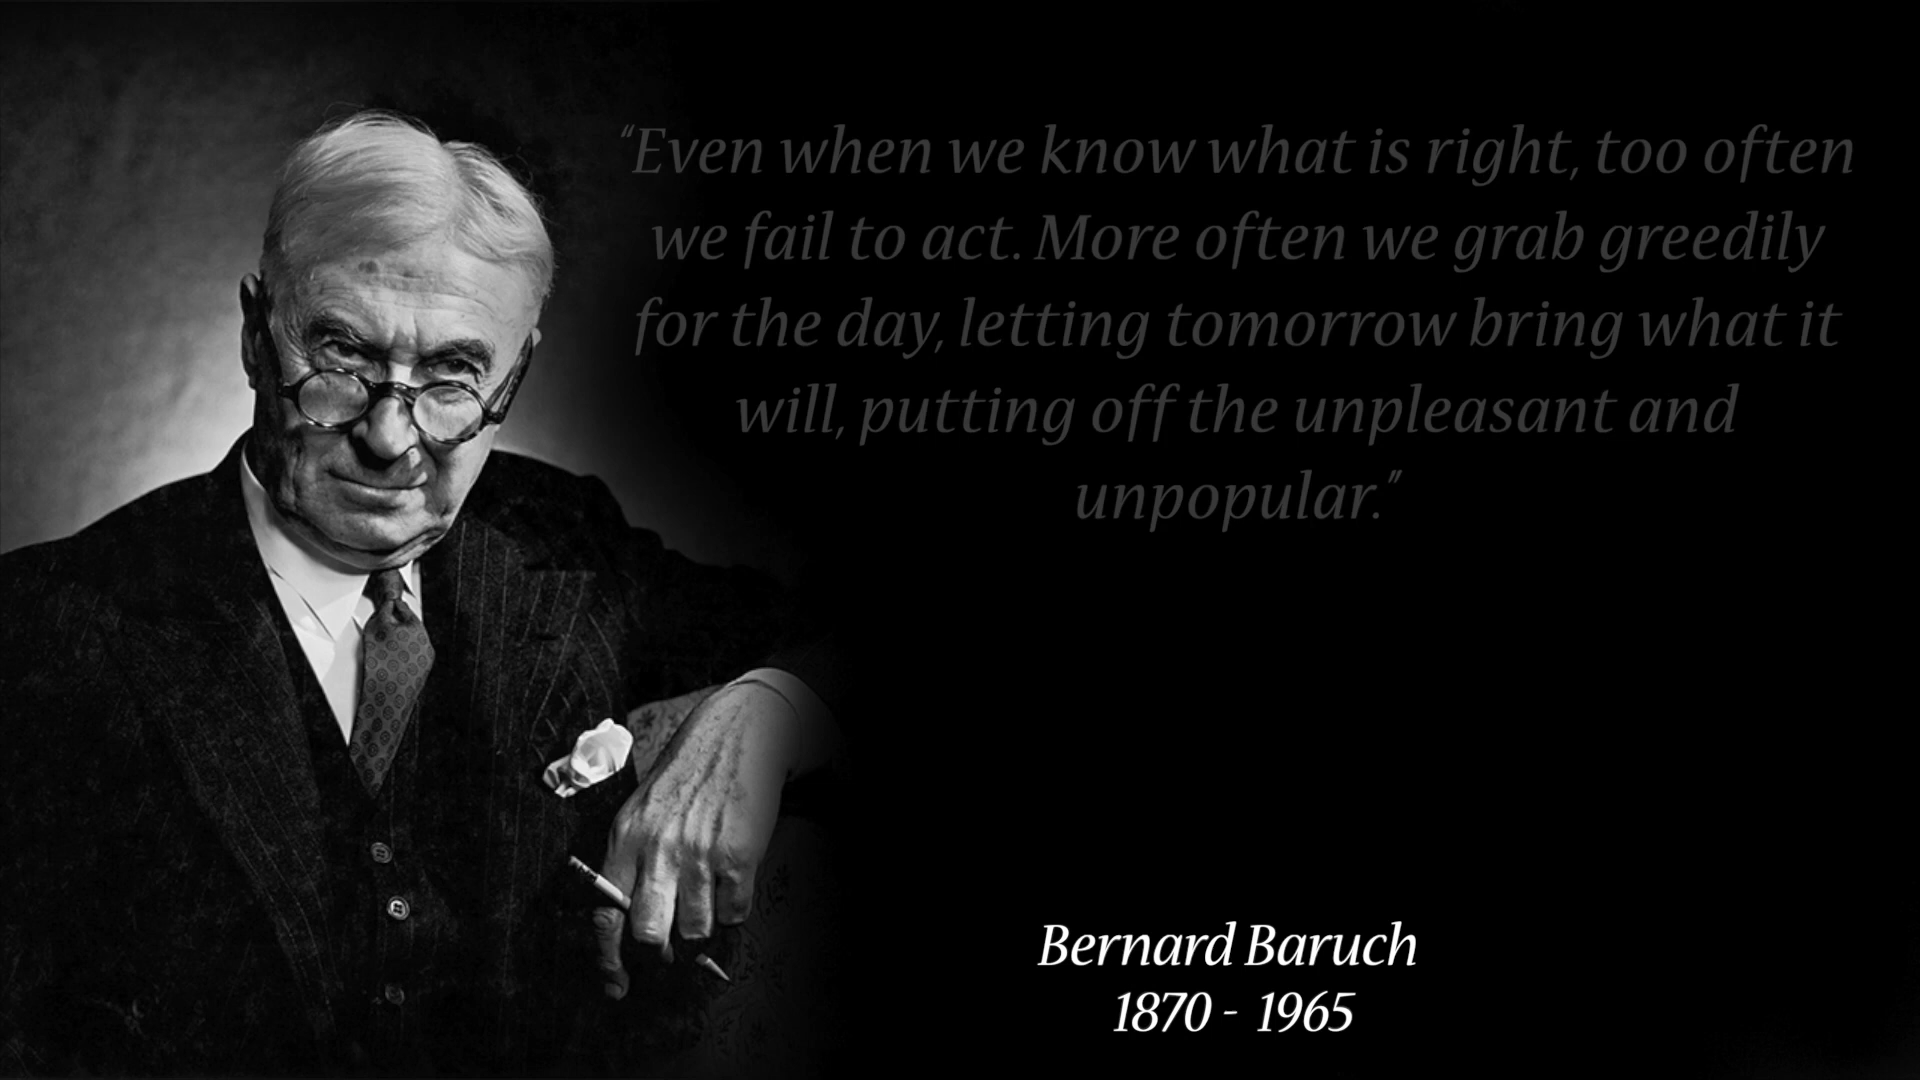 “Even when we know what is right, too often
we fail to act. More often we grab greedily
for the day, letting tomorrow bring what it
will, putting off the unpleasant and
unpopular.”
Bernard Baruch
1870 - 1965